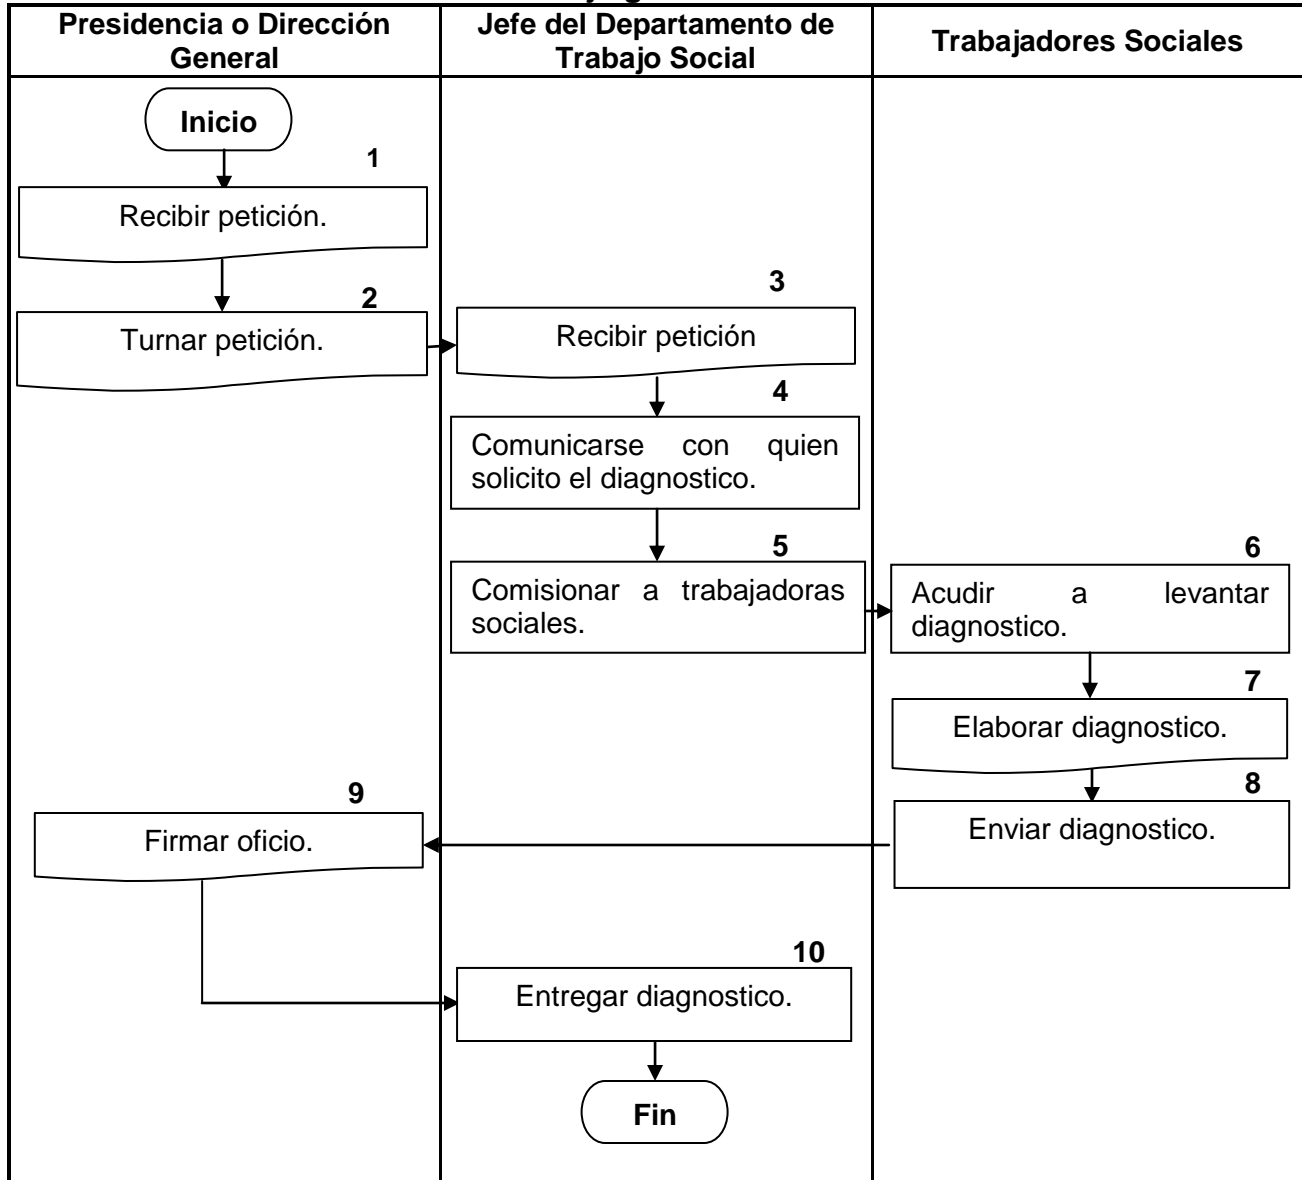 Presidencia o Dirección
General
Jefe del Departamento de
Trabajo Social
Trabajadores Sociales
Inicio
1
Recibir petición.
2
Turnar petición.
3
Recibir petición
4
Comunicarse con quien
solicito el diagnostico.
5
Comisionar a trabajadoras
sociales.
6
Acudir a levantar
diagnostico.
7
Elaborar diagnostico.
8
Enviar diagnostico.
9
Firmar oficio.
10
Entregar diagnostico.
Fin